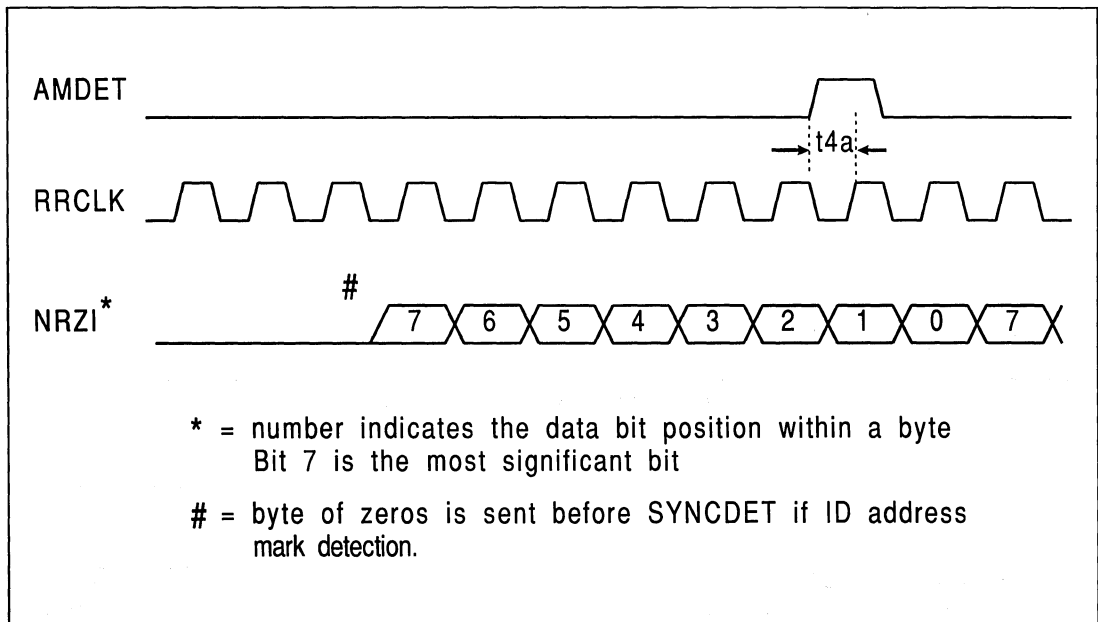 AMDET
t4a
RRCLK
#
NRZI*
7 6 5 4 3 2 1 0 7
* = number indicates the data bit position within a byte
Bit 7 is the most significant bit
# = byte of zeros is sent before SYNCDET if ID address
mark detection.